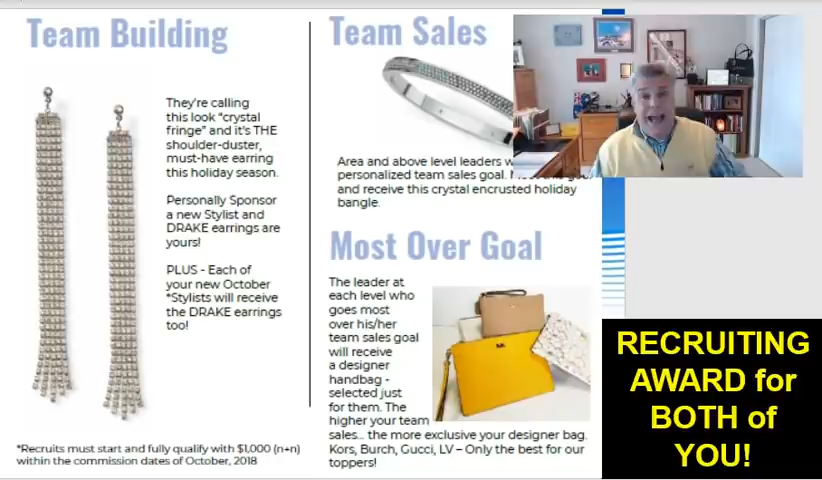 Team Building
They're calling
this look "crystal
fringe" and it's THE
shoulder-duster,
must-have earring
this holiday season.
Personally Sponsor
a new Stylist and
DRAKE earrings are
yours!
PLUS - Each of
your new October
*Stylists will receive
the DRAKE earrings
too!
*Recruits must start and fully qualify with $1,000 (n+n)
within the commission dates of October, 2018
Team Sales
Area and above level leaders
personalized team sales goal.
and receive this crystal encrusted holiday
bangle.
Most Over Goal
The leader at
each level who
goes most
over his/her
team sales goal
will receive
a designer
handbag -
selected just
for them. The
higher your team
sales... the more exclusive your designer bag.
Kors, Burch, Gucci, LV – Only the best for our
toppers!
RECRUITING
AWARD for
BOTH of
YOU!